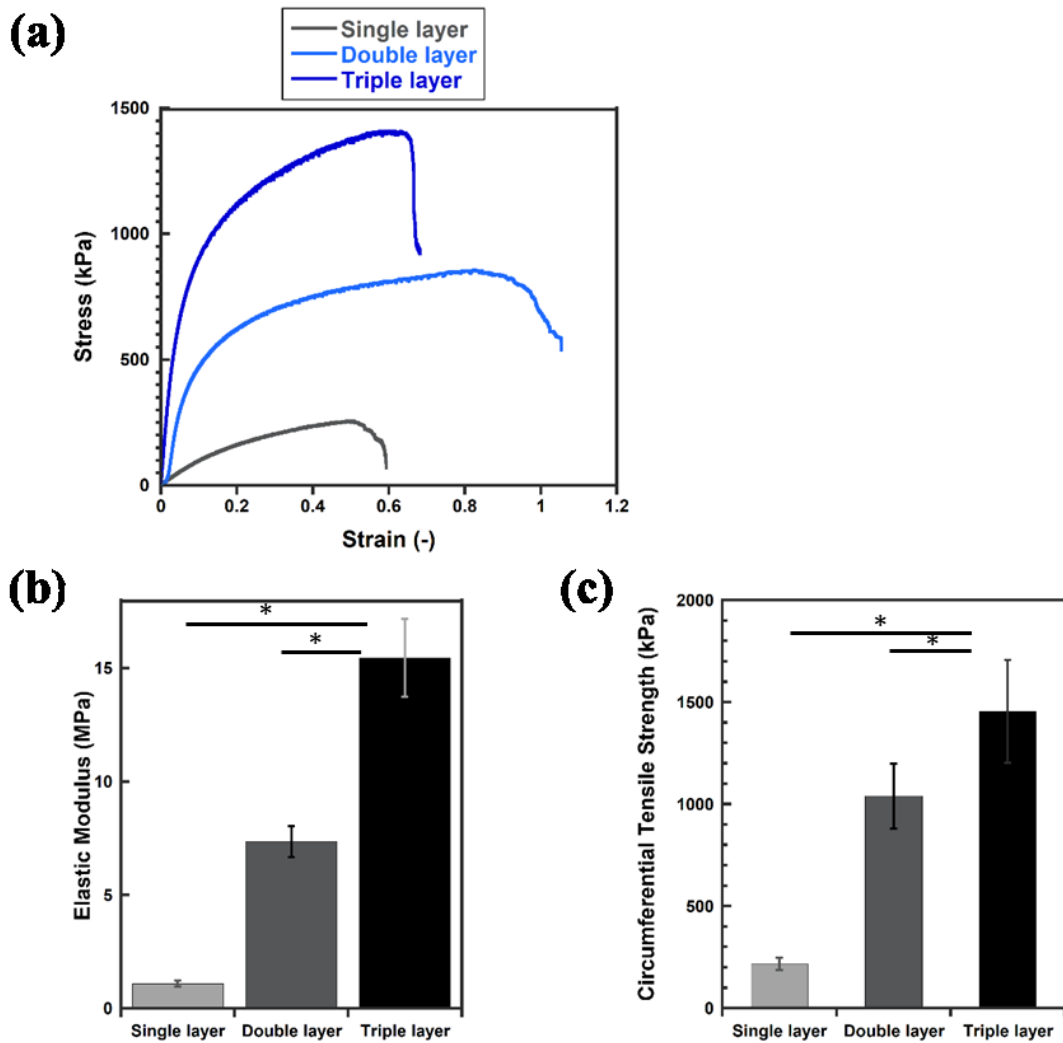 (a)
Single layer
Double layer
Triple layer
1500
1000
500
0
Stress (kPa)
0 0.2 0.4 0.6 0.8 1 1.2
Strain (-)
(b)
*
*
15
10
5
0
Elastic Modulus (MPa)
Single layer Double layer Triple layer
(c)
2000
*
*
1500
1000
500
0
Circumferential Tensile Strength (kPa)
Single layer Double layer Triple layer